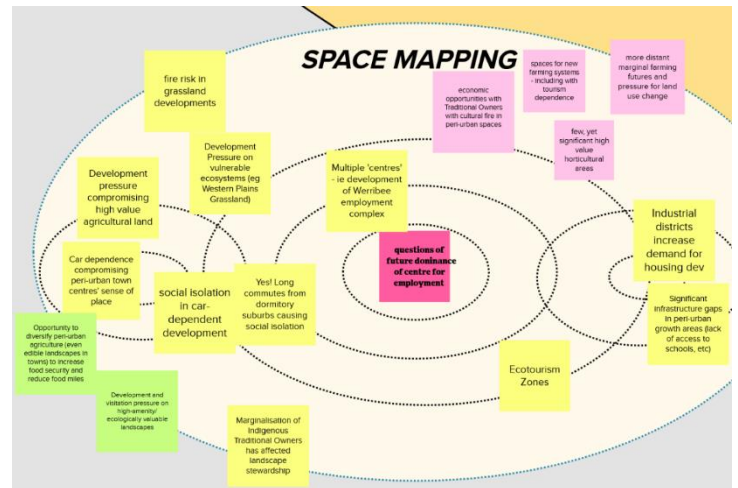 SPACE MAPPING
fire risk in
grassland
developments
economic
opportunities with
Traditional Owners
with cultural fire in
peri-urban spaces
spaces for new
farming systems
- including with
tourism
dependence
more distant
marginal farming
futures and
pressure for land
use change
few, yet
significant high
value
horticultural
arees
Development
Pressure on
vulnerable
ecosystems (eg
Western Plains
Grassland)
Multiple 'centres'
- ie development
of Werribee
employment
complex
Development
pressure
compromising
high value
agricultural land
Car dependence
compromising
peri-urban town
centres' sense of
place
social isolation
in car-
dependent
development
Yes! Long
commutes from
dormitory
suburbs causing
social isolation
questions of
future dominance
of centre for
employment
Industrial
districts
increase
demand for
housing dev
Significant
infrastructure gaps
in peri-urban
growth areas (lack
of access to
schools, etc)
Opportunity to
diversify peri-urban
agriculture (even
edible landscapes in
towns) to increase
food security and
reduce food miles
Development and
visitation pressure on
high-amenity/
ecologically valuable
landscapes
Marginalisation of
Indigenous
Traditional Owners
has affected
landscape
stewardship
Ecotourism
Zones